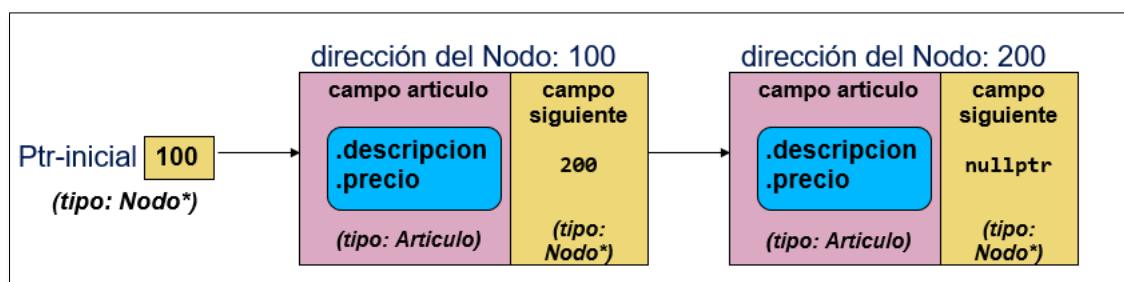 dirección del Nodo: 100
dirección del Nodo: 200
Ptr-inicial 100
(tipo: Nodo*)
campo articulo
.descripcion
.precio
(tipo: Articulo)
campo
siguiente
200
(tipo:
Nodo*)
campo articulo
.descripcion
.precio
(tipo: Articulo)
campo
siguiente
nullptr
(tipo:
Nodo*)